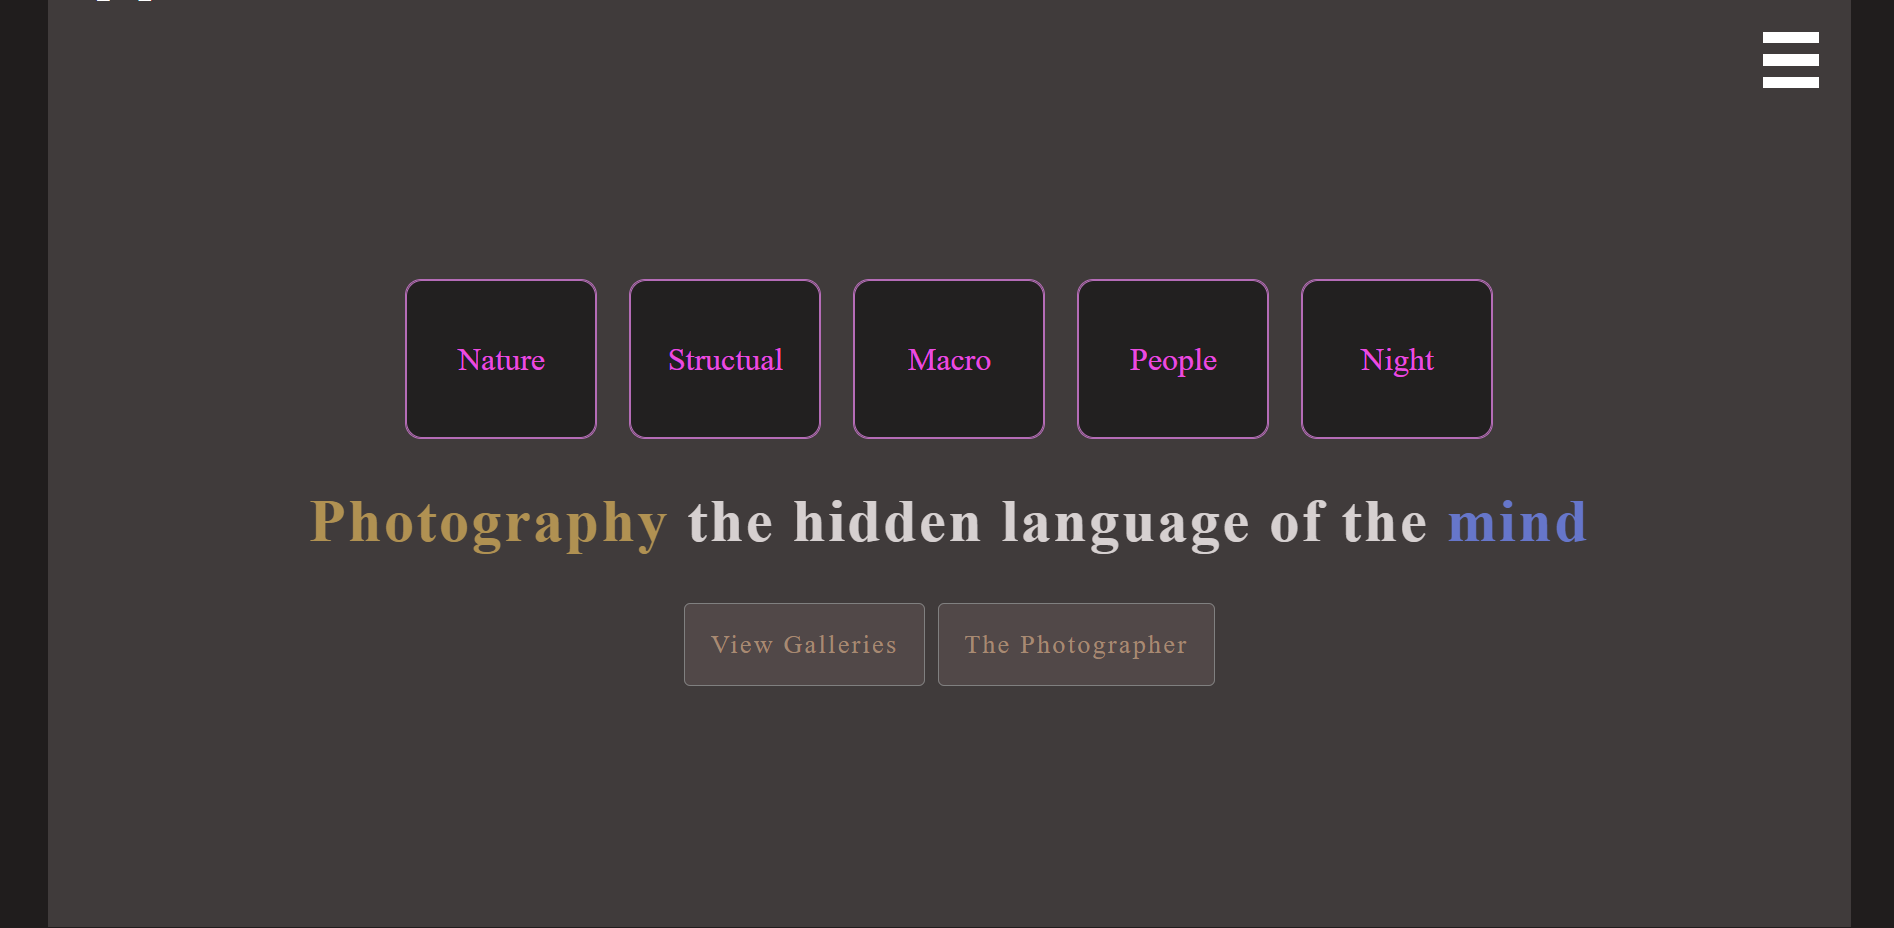 Nature Structual Macro People Night
Photography the hidden language of the mind
View Galleries The Photographer